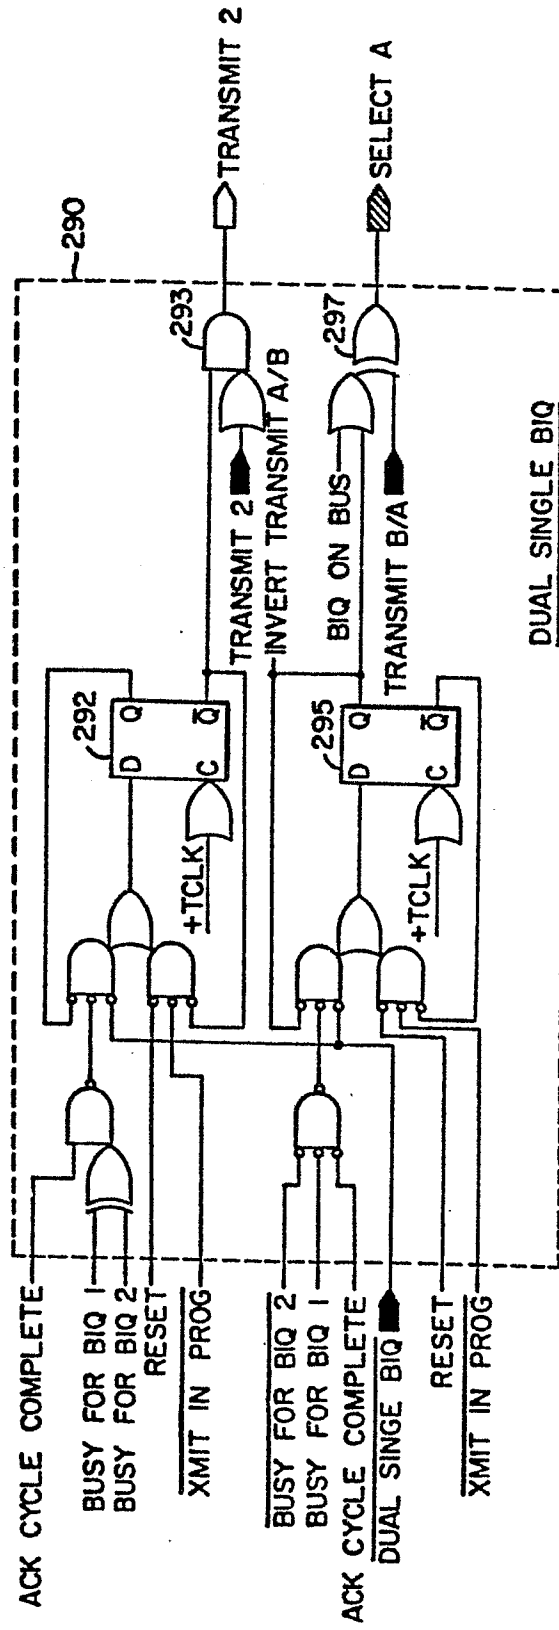 290
ACK CYCLE COMPLETE
BUSY FOR BIQ 1
BUSY FOR BIQ 2
RESET
XMIT IN PROG
292
D
Q
C
Q
+TCLK
293
TRANSMIT 2
TRANSMIT 2
INVERT TRANSMIT A/B
BUSY FOR BIQ 2
BUSY FOR BIQ 1
ACK CYCLE COMPLETE
DUAL SINGE BIQ
RESET
XMIT IN PROG
295
D
Q
C
Q
+TCLK
BIQ ON BUS
297
SELECT A
TRANSMIT B/A
DUAL SINGLE BIQ